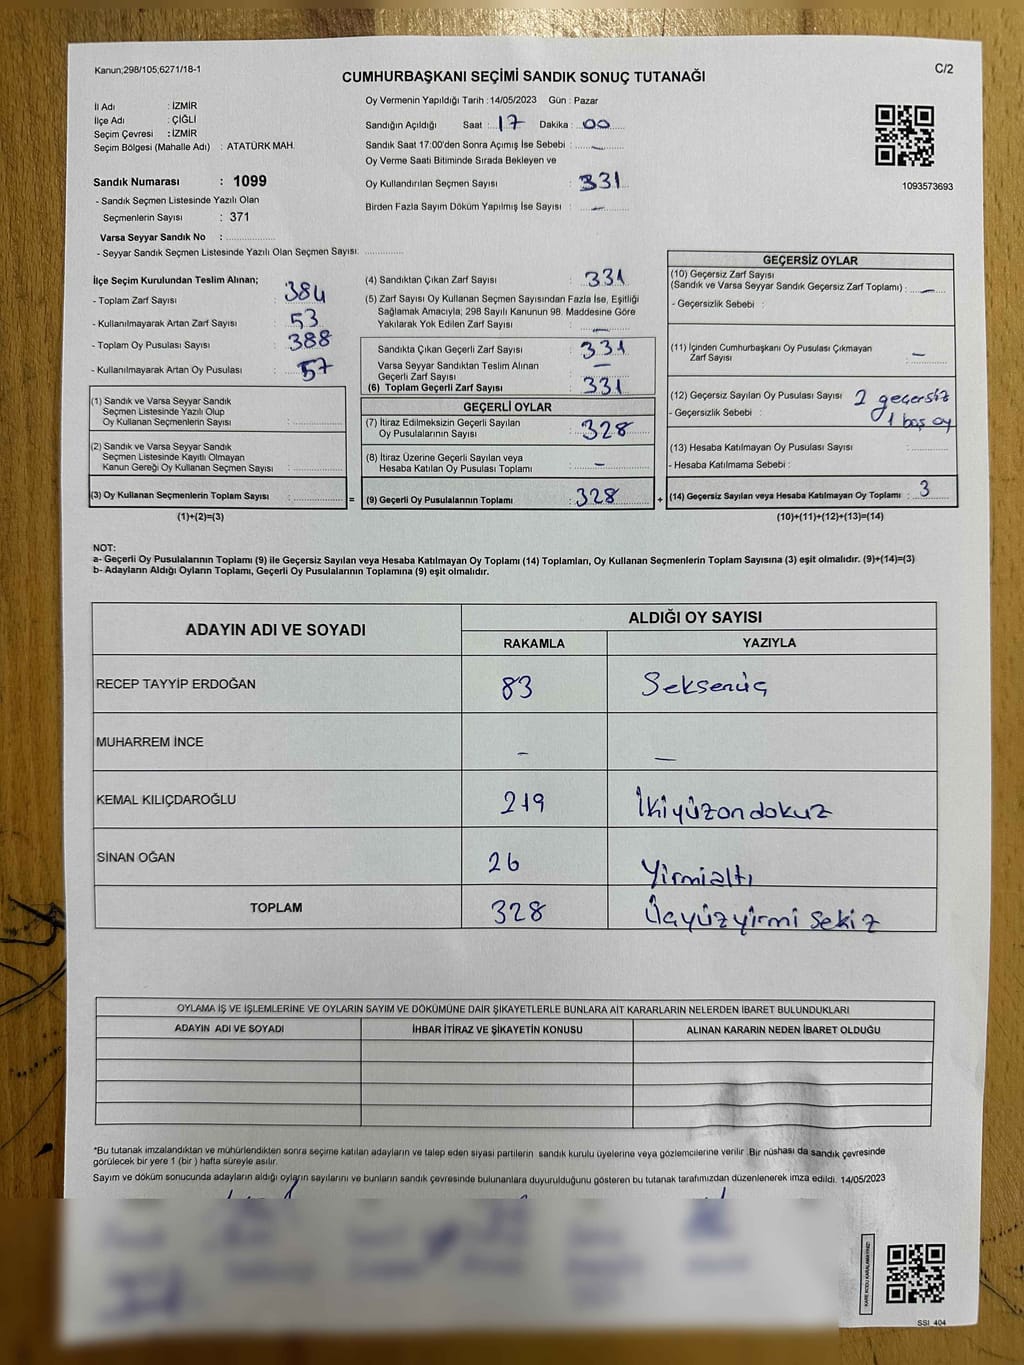 Kanun;298/105;6271/18-1
C/2
CUMHURBAŞKANI SEÇİMİ SANDIK SONUÇ TUTANAĞI
İl Adı : İZMİR
İlçe Adı : ÇİĞLİ
Seçim Çevresi : İZMİR
Seçim Bölgesi (Mahalle Adı) : ATATÜRK MAH.
Sandık Numarası : 1099
- Sandık Seçmen Listesinde Yazılı Olan
Seçmenlerin Sayısı : 371
Varsa Seyyar Sandık No :
- Seyyar Sandık Seçmen Listesinde Yazılı Olan Seçmen Sayısı:
Oy Vermenin Yapıldığı Tarih : 14/05/2023 Gün : Pazar
Sandığın Açıldığı Saat : 17 Dakika : 00
Sandık Saat 17:00'den Sonra Açımış İse Sebebi : –
Oy Verme Saati Bitiminde Sırada Bekleyen ve
Oy Kullandırılan Seçmen Sayısı : 331
Birden Fazla Sayım Döküm Yapılmış İse Sayısı : –
1093573693
İlçe Seçim Kurulundan Teslim Alınan;
- Toplam Zarf Sayısı : 384
- Kullanılmayarak Artan Zarf Sayısı : 53
- Toplam Oy Pusulası Sayısı : 388
- Kullanılmayarak Artan Oy Pusulası : 57
(1) Sandık ve Varsa Seyyar Sandık
Seçmen Listesinde Yazılı Olup
Oy Kullanan Seçmenlerin Sayısı :
(2) Sandık ve Varsa Seyyar Sandık
Seçmen Listesinde Kayıtlı Olmayan
Kanun Gereği Oy Kullanan Seçmen Sayısı :
(3) Oy Kullanan Seçmenlerin Toplam Sayısı :
(1)+(2)=(3)
(4) Sandıktan Çıkan Zarf Sayısı : 331
(5) Zarf Sayısı Oy Kullanan Seçmen Sayısından Fazla İse, Eşitliği
Sağlamak Amacıyla; 298 Sayılı Kanunun 98. Maddesine Göre
Yakılarak Yok Edilen Zarf Sayısı : –
Sandıkta Çıkan Geçerli Zarf Sayısı : 331
Varsa Seyyar Sandıktan Teslim Alınan
Geçerli Zarf Sayısı : –
(6) Toplam Geçerli Zarf Sayısı : 331
GEÇERLİ OYLAR
(7) İtiraz Edilmeksizin Geçerli Sayılan
Oy Pusulalarının Sayısı : 328
(8) İtiraz Üzerine Geçerli Sayılan veya
Hesaba Katılan Oy Pusulası Toplamı : –
= (9) Geçerli Oy Pusulalarının Toplamı : 328 +
GEÇERSİZ OYLAR
(10) Geçersiz Zarf Sayısı
(Sandık ve Varsa Seyyar Sandık Geçersiz Zarf Toplamı) : –
- Geçersizlik Sebebi :
(11) İçinden Cumhurbaşkanı Oy Pusulası Çıkmayan
Zarf Sayısı : –
(12) Geçersiz Sayılan Oy Pusulası Sayısı : 2 geçersiz
- Geçersizlik Sebebi : 1 boş oy
(13) Hesaba Katılmayan Oy Pusulası Sayısı :
- Hesaba Katılmama Sebebi :
(14) Geçersiz Sayılan veya Hesaba Katılmayan Oy Toplamı : 3
(10)+(11)+(12)+(13)=(14)
NOT:
a- Geçerli Oy Pusulalarının Toplamı (9) ile Geçersiz Sayılan veya Hesaba Katılmayan Oy Toplamı (14) Toplamları, Oy Kullanan Seçmenlerin Toplam Sayısına (3) eşit olmalıdır. (9)+(14)=(3)
b- Adayların Aldığı Oyların Toplamı, Geçerli Oy Pusulalarının Toplamına (9) eşit olmalıdır.
ADAYIN ADI VE SOYADI
ALDIĞI OY SAYISI
RAKAMLA YAZIYLA
RECEP TAYYİP ERDOĞAN 83 Seksenüç
MUHARREM İNCE – —
KEMAL KILIÇDAROĞLU 219 İkiyüzondokuz
SİNAN OĞAN 26 Yirmialtı
TOPLAM 328 Üçyüzyirmi sekiz
OYLAMA İŞ VE İŞLEMLERİNE VE OYLARIN SAYIM VE DÖKÜMÜNE DAİR ŞİKAYETLERLE BUNLARA AİT KARARLARIN NELERDEN İBARET BULUNDUKLARI
ADAYIN ADI VE SOYADI İHBAR İTİRAZ VE ŞİKAYETİN KONUSU ALINAN KARARIN NEDEN İBARET OLDUĞU
*Bu tutanak imzalandıktan ve mühürlendikten sonra seçime katılan adayların ve talep eden siyasi partilerin sandık kurulu üyelerine veya gözlemcilerine verilir .Bir nüshası da sandık çevresinde
görülecek bir yere 1 (bir ) hafta süreyle asılır.
Sayım ve döküm sonucunda adayların aldığı oyların sayılarını ve bunların sandık çevresinde bulunanlara duyurulduğunu gösteren bu tutanak tarafımızdan düzenlenerek imza edildi. 14/05/2023
KARE KODU KARALAMAYINIZ!
SSI_404